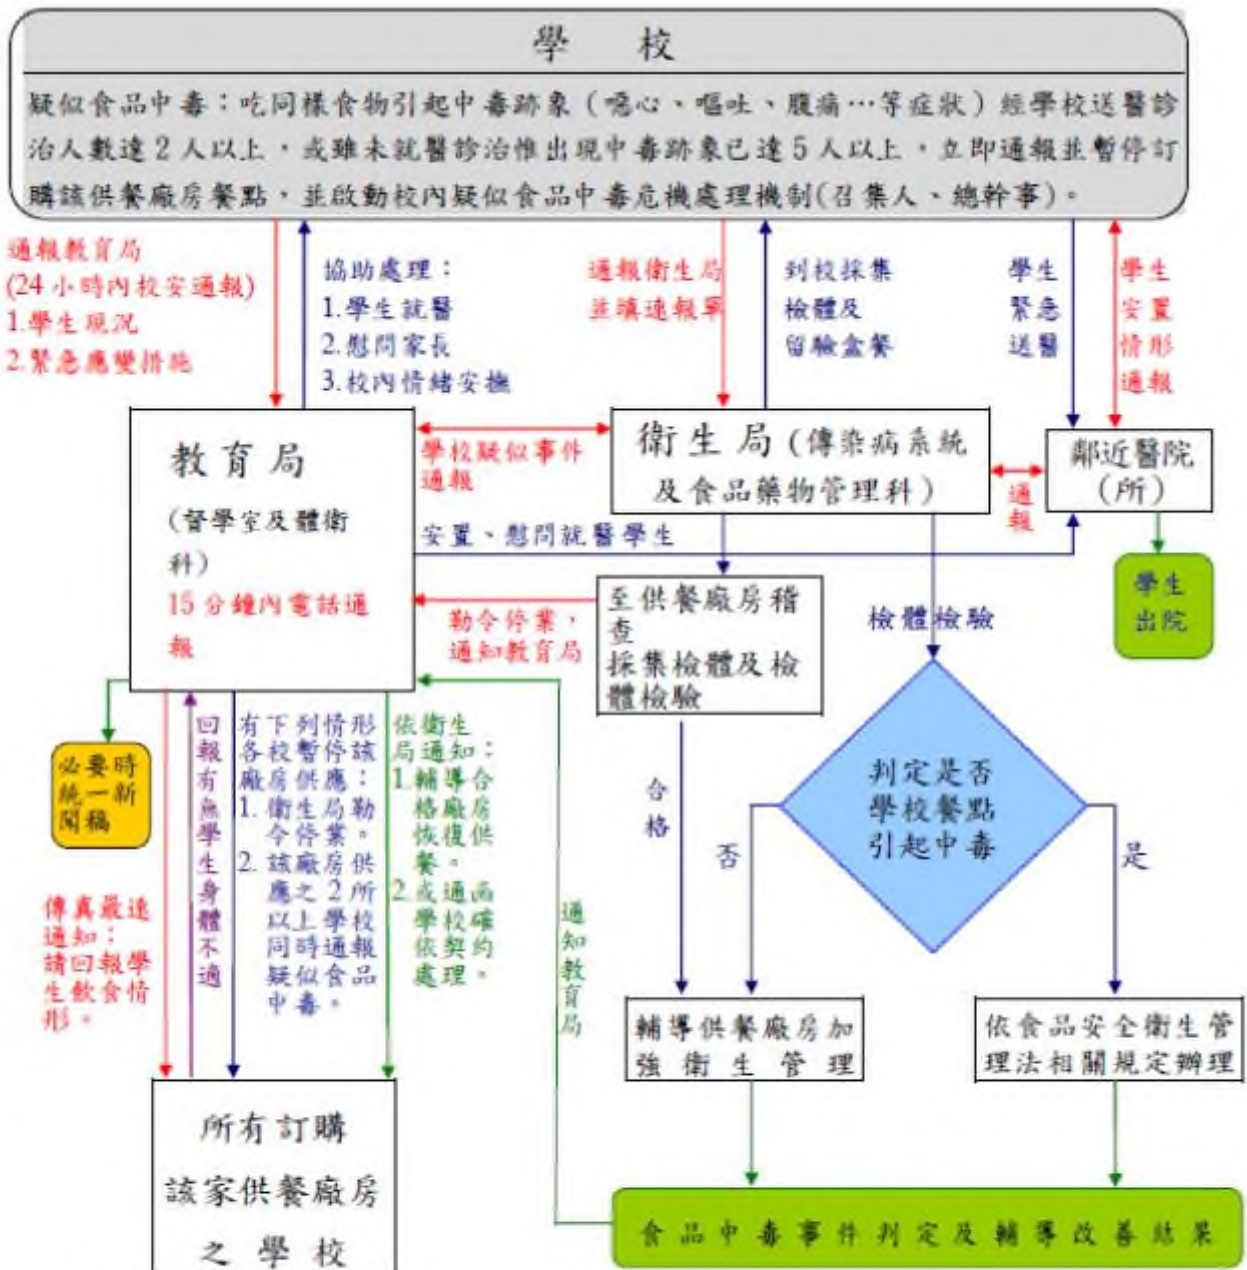 學 校
疑似食品中毒：吃同樣食物引起中毒跡象（噁心、嘔吐、腹痛…等症狀）經學校送醫診
治人數達2人以上，或雖未就醫診治惟出現中毒跡象已達5人以上，立即通報並暫停訂
購該供餐廠房餐點，並啟動校內疑似食品中毒危機處理機制(召集人、總幹事)。
通報教育局
(24小時內校安通報)
1.學生現況
2.緊急應變措施
協助處理：
1.學生就醫
2.慰問家長
3.校內情緒安撫
通報衛生局
並填速報單
到校採集
檢體及
留驗盒餐
學生
緊急
送醫
學生
安置
情形
通報
教育局
(督學室及體衛
科)
15分鐘內電話通
報
學校疑似事件
通報
衛生局(傳染病系統
及食品藥物管理科)
通報
鄰近醫院
(所)
安置、慰問就醫學生
學生
出院
勒令停業，
通知教育局
至供餐廠房稽
查
採集檢體及檢
體檢驗
檢體檢驗
必要時
統一新
聞稿
回報有無學生身體不適
有下列情形
各校暫停該
廠房供應：
1. 衛生局勒
令停業。
2. 該廠房供
應之2所
以上學校
同時通報
疑似食品
中毒。
依衛生
局通知：
1.輔導合
格廠房
恢復供
餐。
2.或通函
學校確
依契約
處理。
合格
判定是否
學校餐點
引起中毒
否
是
傳真最速
通知：
請回報學
生飲食情
形。
通知教育局
輔導供餐廠房加
強衛生管理
依食品安全衛生管
理法相關規定辦理
所有訂購
該家供餐廠房
之學校
食品中毒事件判定及輔導改善結果